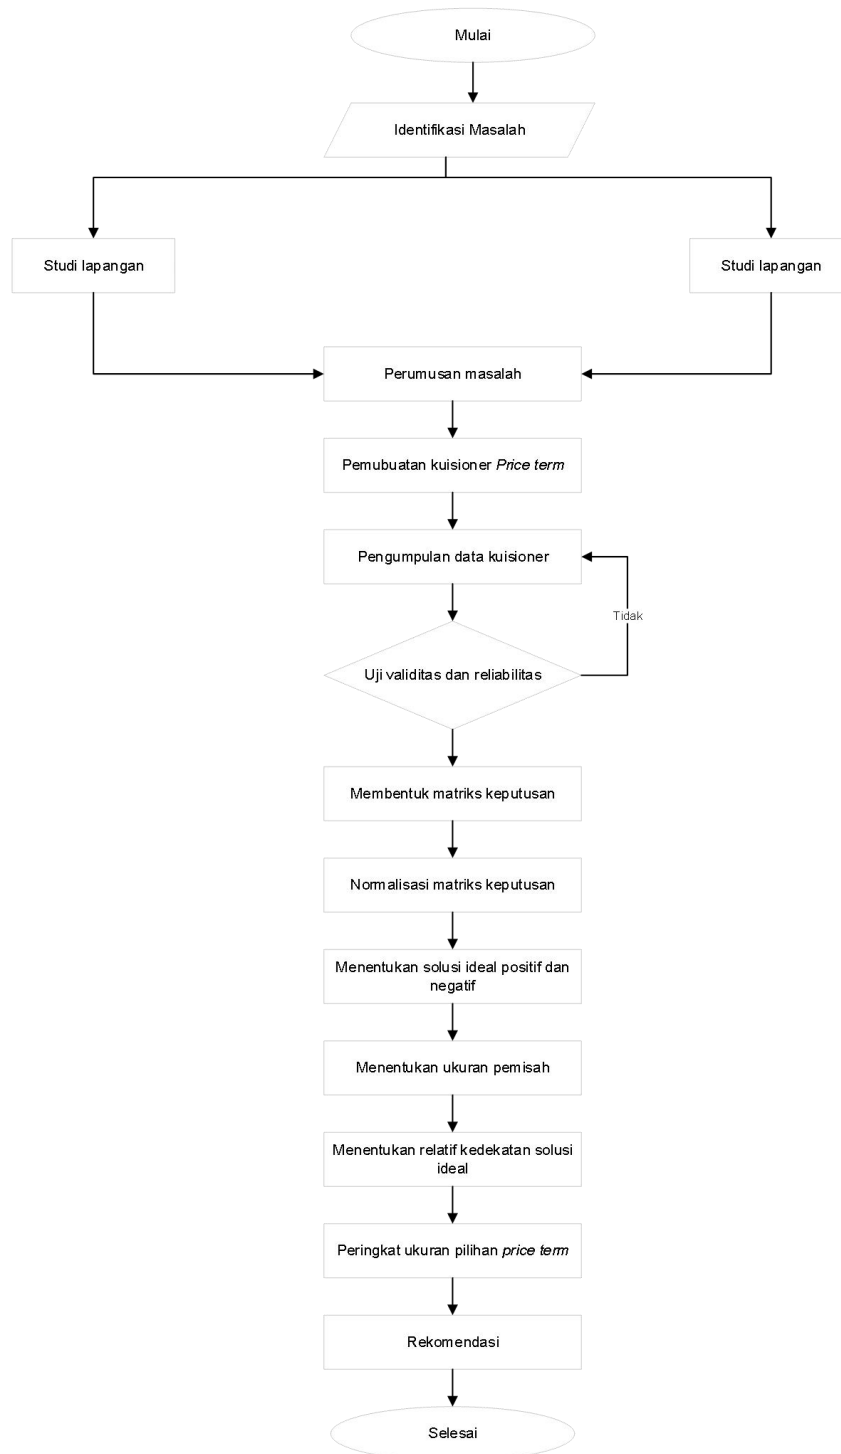 Mulai
Identifikasi Masalah
Studi lapangan
Studi lapangan
Perumusan masalah
Pemubuatan kuisioner Price term
Pengumpulan data kuisioner
Tidak
Uji validitas dan reliabilitas
Membentuk matriks keputusan
Normalisasi matriks keputusan
Menentukan solusi ideal positif dan
negatif
Menentukan ukuran pemisah
Menentukan relatif kedekatan solusi
ideal
Peringkat ukuran pilihan price term
Rekomendasi
Selesai